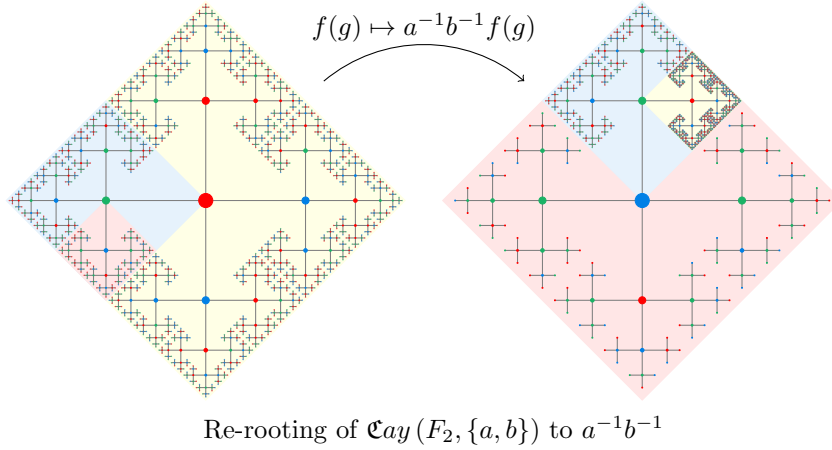 f(g) ↦ a⁻¹b⁻¹f(g)
Re-rooting of ℭay (F₂, {a, b}) to a⁻¹b⁻¹